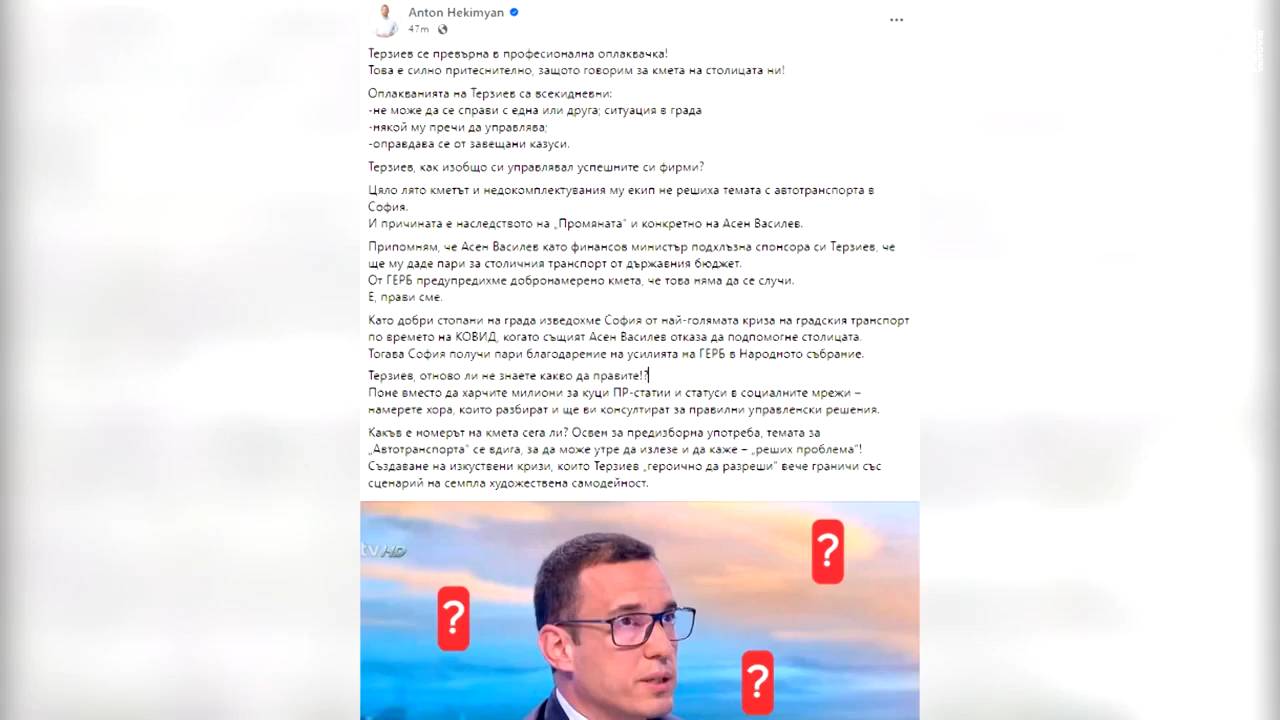 Anton Hekimyan
47m
Терзиев се превърна в професионална оплаквачка!
Това е силно притеснително, защото говорим за кмета на столицата ни!
Оплакванията на Терзиев са всекидневни:
-не може да се справи с една или друга; ситуация в града
-някой му пречи да управлява;
-оправдава се от завещани казуси.
Терзиев, как изобщо си управлявал успешните си фирми?
Цяло лято кметът и недокомплектувания му екип не решиха темата с автотранспорта в
София.
И причината е наследството на „Промяната“ и конкретно на Асен Василев.
Припомням, че Асен Василев като финансов министър подхлъзна спонсора си Терзиев, че
ще му даде пари за столичния транспорт от държавния бюджет.
От ГЕРБ предупредихме добронамерено кмета, че това няма да се случи.
Е, прави сме.
Като добри стопани на града изведохме София от най-голямата криза на градския транспорт
по времето на КОВИД, когато същият Асен Василев отказа да подпомогне столицата.
Тогава София получи пари благодарение на усилията на ГЕРБ в Народното събрание.
Терзиев, отново ли не знаете какво да правите!?
Поне вместо да харчите милиони за куци ПР-статии и статуси в социалните мрежи –
намерете хора, които разбират и ще ви консултират за правилни управленски решения.
Какъв е номерът на кмета сега ли? Освен за предизборна употреба, темата за
„Автотранспорта“ се вдига, за да може утре да излезе и да каже – „реших проблема“!
Създаване на изкуствени кризи, които Терзиев „героично да разреши“ вече граничи със
сценарий на семпла художествена самодейност.
tv HD
?
?
?